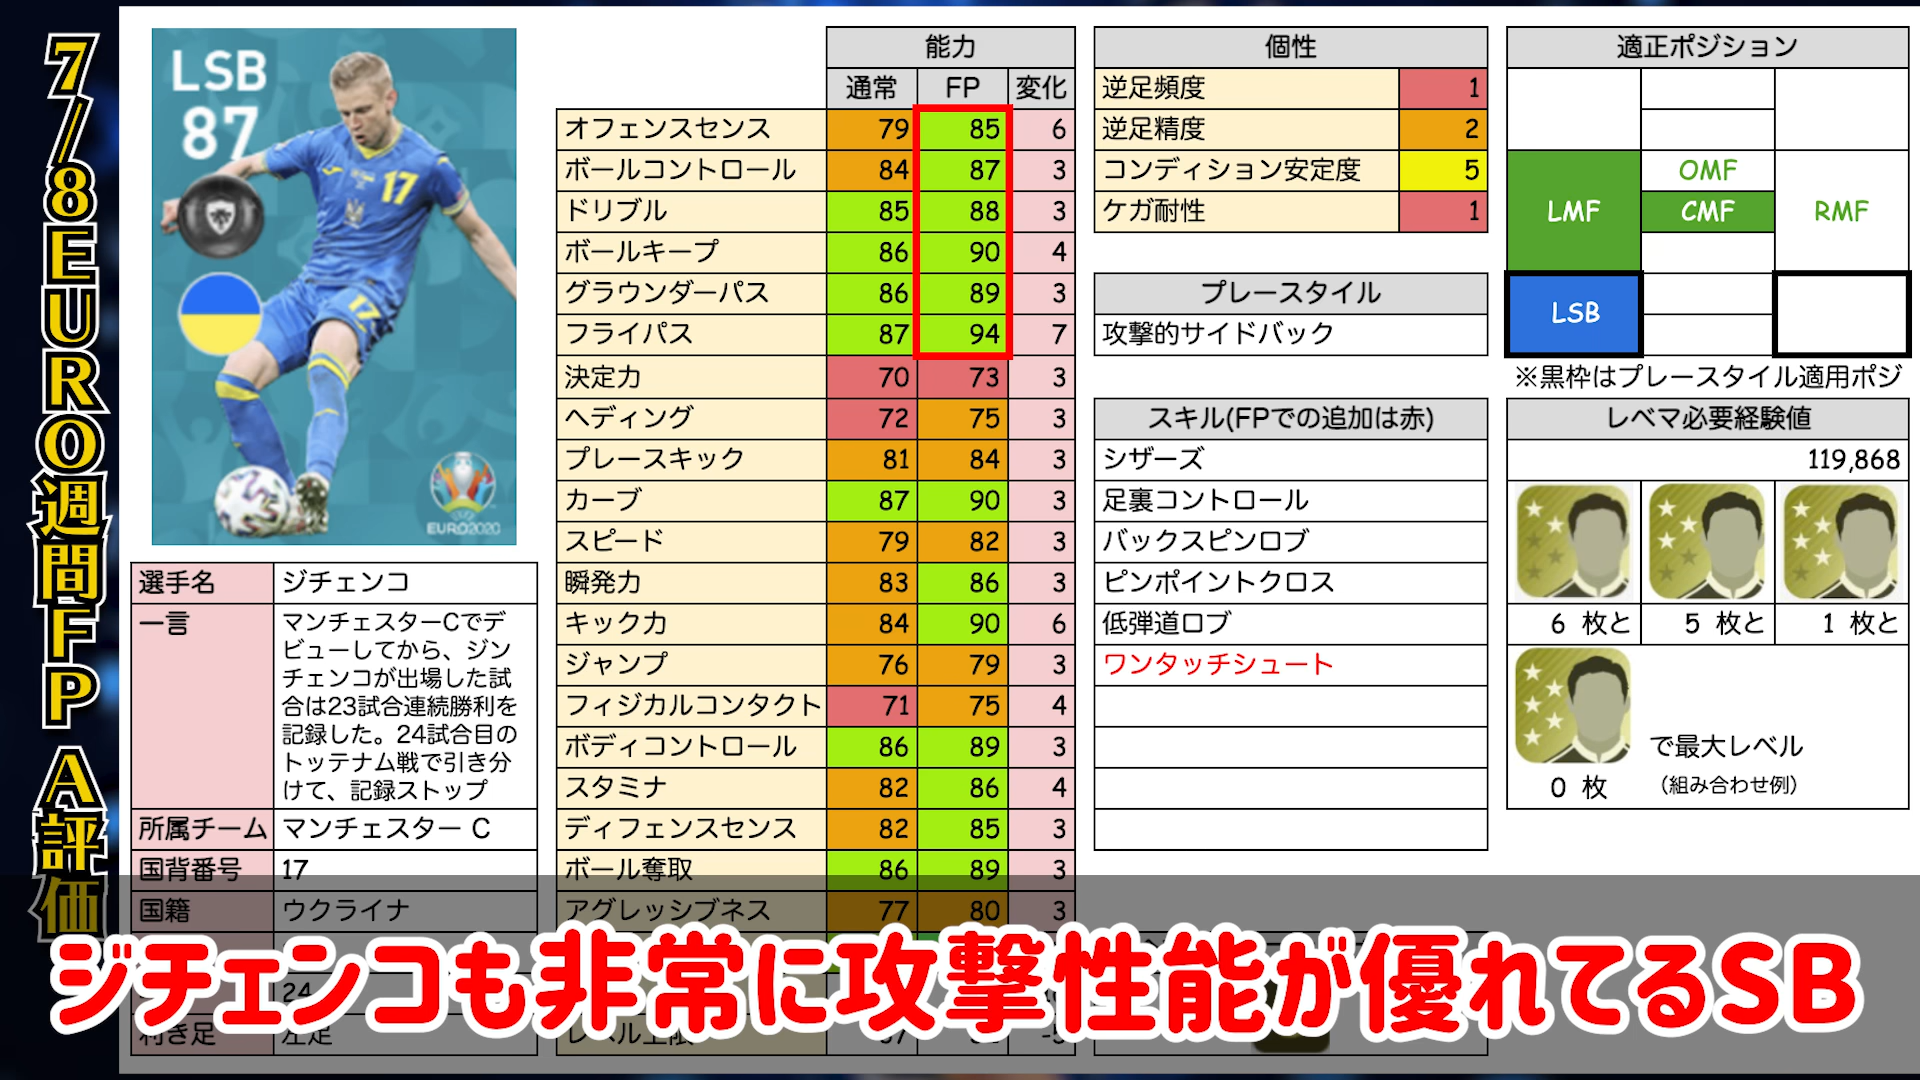 7/8EURO週間FP A評価
LSB
87
17
17
EURO2020
選手名 ジチェンコ
一言 マンチェスターCでデ
ビューしてから、ジン
チェンコが出場した試
合は23試合連続勝利を
記録した。24試合目の
トッテナム戦で引き分
けて、記録ストップ
所属チーム マンチェスター C
国背番号 17
国籍 ウクライナ
24
利き足 左足
能力
通常 FP 変化
オフェンスセンス 79 85 6
ボールコントロール 84 87 3
ドリブル 85 88 3
ボールキープ 86 90 4
グラウンダーパス 86 89 3
フライパス 87 94 7
決定力 70 73 3
ヘディング 72 75 3
プレースキック 81 84 3
カーブ 87 90 3
スピード 79 82 3
瞬発力 83 86 3
キック力 84 90 6
ジャンプ 76 79 3
フィジカルコンタクト 71 75 4
ボディコントロール 86 89 3
スタミナ 82 86 4
ディフェンスセンス 82 85 3
ボール奪取 86 89 3
アグレッシブネス 77 80 3
レベル上限
個性
逆足頻度 1
逆足精度 2
コンディション安定度 5
ケガ耐性 1
プレースタイル
攻撃的サイドバック
スキル(FPでの追加は赤)
シザーズ
足裏コントロール
バックスピンロブ
ピンポイントクロス
低弾道ロブ
ワンタッチシュート
適正ポジション
OMF
LMF CMF RMF
LSB
※黒枠はプレースタイル適用ポジ
レベマ必要経験値
119,868
6 枚と 5 枚と 1 枚と
で最大レベル
0 枚 (組み合わせ例)
ジチェンコも非常に攻撃性能が優れてるSB